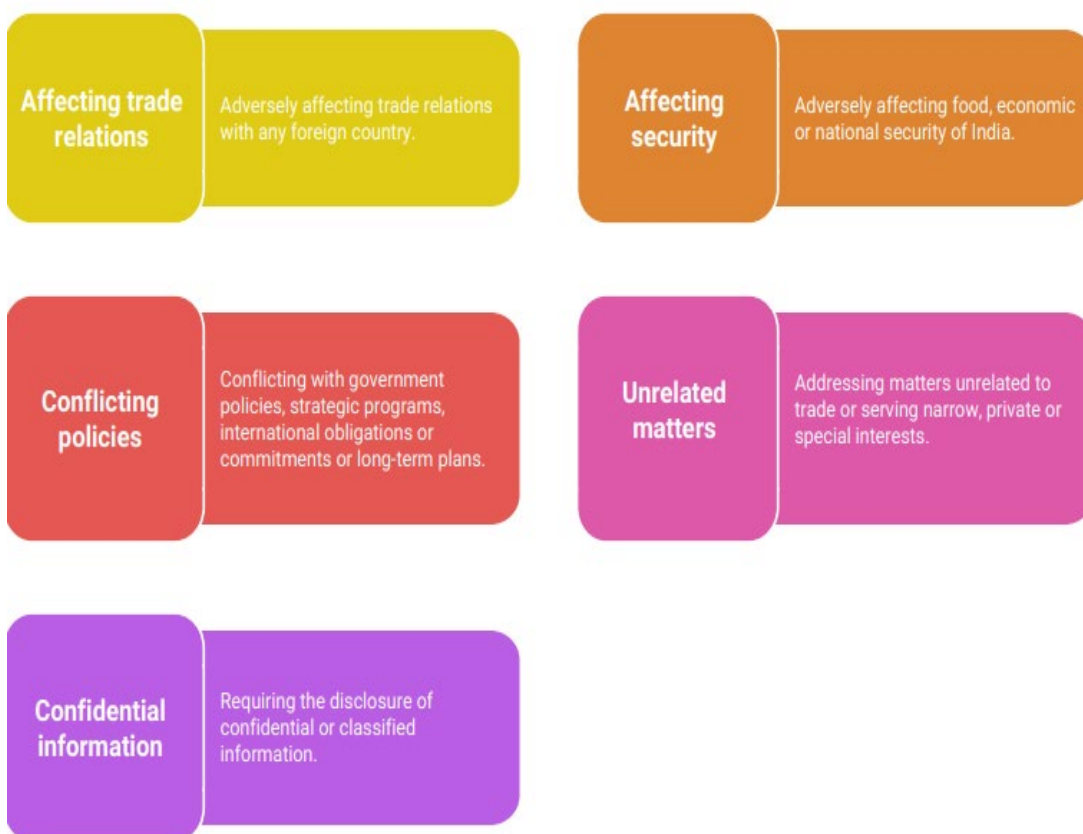 Affecting trade
relations
Adversely affecting trade relations
with any foreign country.
Affecting
security
Adversely affecting food, economic
or national security of India.
Conflicting
policies
Conflicting with government
policies, strategic programs,
international obligations or
commitments or long-term plans.
Unrelated
matters
Addressing matters unrelated to
trade or serving narrow, private or
special interests.
Confidential
information
Requiring the disclosure of
confidential or classified
information.